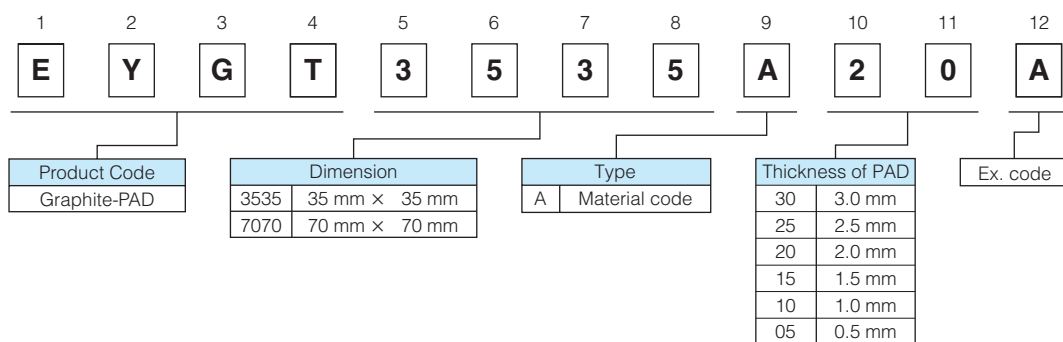 1 2 3 4 5 6 7 8 9 10 11 12
E Y G T 3 5 3 5 A 2 0 A
Product Code
Graphite-PAD
Dimension
3535 35 mm × 35 mm
7070 70 mm × 70 mm
Type
A Material code
Thickness of PAD
30 3.0 mm
25 2.5 mm
20 2.0 mm
15 1.5 mm
10 1.0 mm
05 0.5 mm
Ex. code